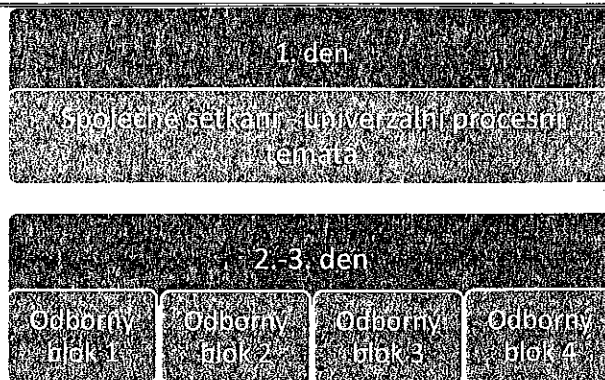 1. den
Společné setkání - univerzální procesní
témata
2.-3. den
Odborný
blok 1
Odborný
blok 2
Odborný
blok 3
Odborný
blok 4